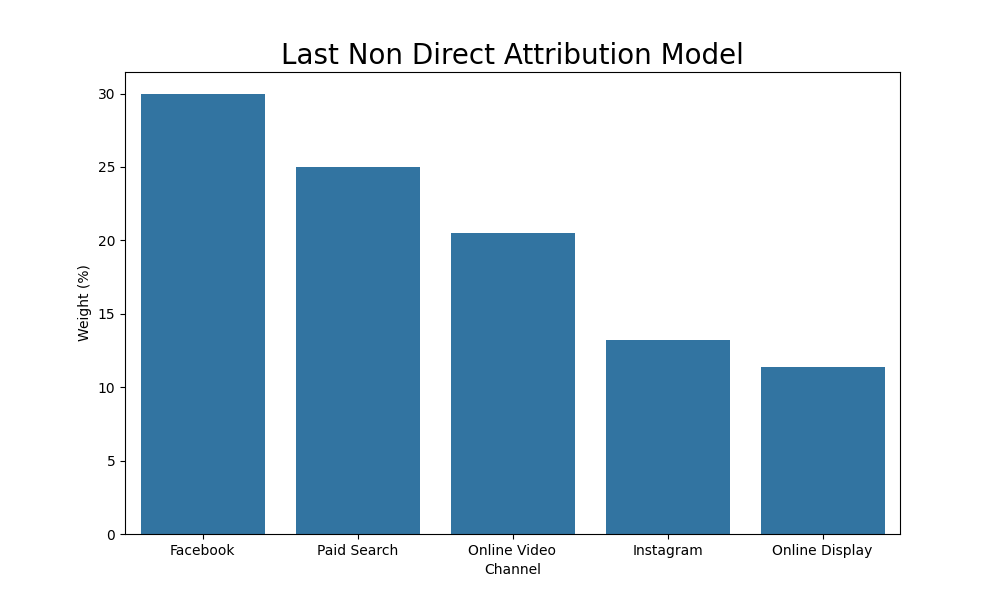 Last Non Direct Attribution Model
30
25
20
15
10
5
0
Weight (%)
Facebook Paid Search Online Video Instagram Online Display
Channel